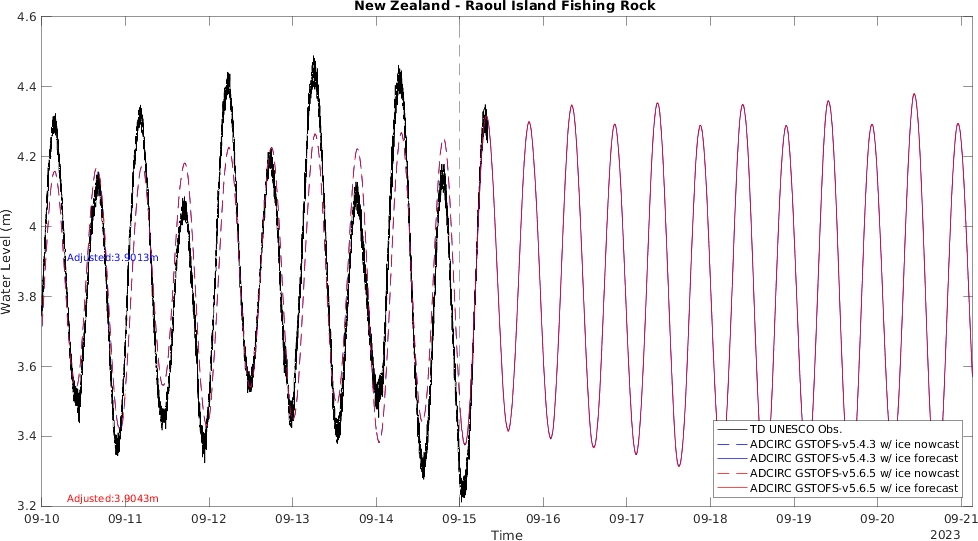 New Zealand - Raoul Island Fishing Rock
4.6
4.4
4.2
4
3.8
3.6
3.4
3.2
Water Level (m)
Adjusted:3.9013m
Adjusted:3.9043m
TD UNESCO Obs.
ADCIRC GSTOFS-v5.4.3 w/ ice nowcast
ADCIRC GSTOFS-v5.4.3 w/ ice forecast
ADCIRC GSTOFS-v5.6.5 w/ ice nowcast
ADCIRC GSTOFS-v5.6.5 w/ ice forecast
09-10 09-11 09-12 09-13 09-14 09-15 09-16 09-17 09-18 09-19 09-20 09-21
Time
2023